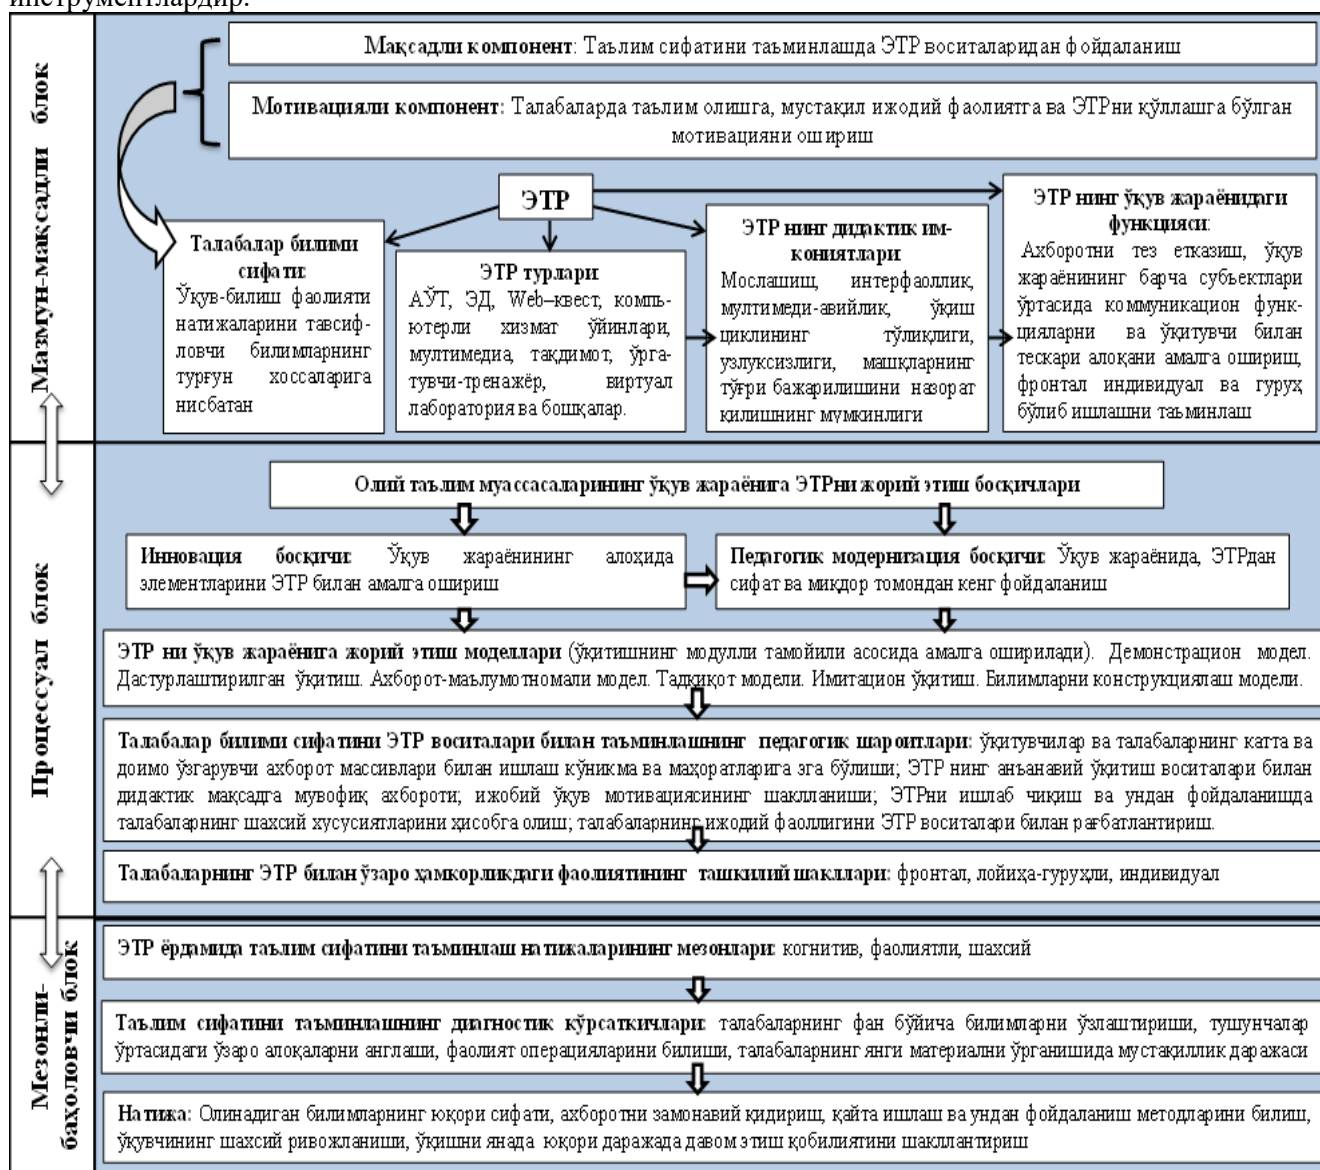 инструментлардир.
Мазмун-мақсадли блок
Мақсадли компонент: Таълим сифатини таъминлашда ЭТР воситаларидан фойдаланиш
Мотивацияли компонент: Талабаларда таълим олишга, мустақил ижодий фаолиятга ва ЭТРни қўллашга бўлган
мотивацияни ошириш
ЭТР
Талабалар билими
сифати:
Ўқув-билиш фаолияти
натижаларини тавсиф-
ловчи билимларнинг
турғун хоссаларига
нисбатан
ЭТР турлари:
АЎТ, ЭД, Web–квест, компь-
ютерли хизмат ўйинлари,
мултимедиа, тақдимот, ўрга-
тувчи-тренажёр, виртуал
лаборатория ва бошқалар.
ЭТР нинг дидактик им-
кониятлари:
Мослашиш, интерфаоллик,
мултимеди-авийлик, ўқиш
циклининг тўлиқлиги,
узлуксизлиги, машқларнинг
тўғри бажарилишини назорат
қилишнинг мумкинлиги
ЭТР нинг ўқув жараёнидаги
функцияси:
Ахборотни тез етказиш, ўқув
жараёнининг барча субъектлари
ўртасида коммуникацион функ-
цияларни ва ўқитувчи билан
тескари алоқани амалга ошириш,
фронтал индивидуал ва гуруҳ
бўлиб ишлашни таъминлаш
Процессуал блок
Олий таълим муассасаларининг ўқув жараёнига ЭТРни жорий этиш босқичлари
Инновация босқичи: Ўқув жараёнининг алоҳида
элементларини ЭТР билан амалга ошириш
Педагогик модернизация босқичи: Ўқув жараёнида, ЭТРдан
сифат ва миқдор томондан кенг фойдаланиш
ЭТР ни ўқув жараёнига жорий этиш моделлари (ўқитишнинг модулли тамойили асосида амалга оширилади). Демонстрацион модел.
Дастурлаштирилган ўқитиш. Ахборот-маълумотномали модел. Тадқиқот модели. Имитацион ўқитиш. Билимларни конструкциялаш модели.
Талабалар билими сифатини ЭТР воситалари билан таъминлашнинг педагогик шароитлари: ўқитувчилар ва талабаларнинг катта ва
доимо ўзгарувчи ахборот массивлари билан ишлаш кўникма ва маҳоратларига эга бўлиши; ЭТР нинг анъанавий ўқитиш воситалари билан
дидактик мақсадга мувофиқ ахбороти; ижобий ўқув мотивациясининг шаклланиши; ЭТРни ишлаб чиқиш ва ундан фойдаланишда
талабаларнинг шахсий хусусиятларини ҳисобга олиш; талабаларнинг ижодий фаоллигини ЭТР воситалари билан рағбатлантириш.
Талабаларнинг ЭТР билан ўзаро ҳамкорликдаги фаолиятининг ташкилий шакллари: фронтал, лойиҳа-гуруҳли, индивидуал
Мезонли-
баҳоловчи блок
ЭТР ёрдамида таълим сифатини таъминлаш натижаларининг мезонлари: когнитив, фаолиятли, шахсий
Таълим сифатини таъминлашнинг диагностик кўрсаткичлари: талабаларнинг фан бўйича билимларни ўзлаштириши, тушунчалар
ўртасидаги ўзаро алоқаларни англаши, фаолият операцияларини билиши, талабаларнинг янги материални ўрганишида мустақиллик даражаси
Натижа: Олинадиган билимларнинг юқори сифати, ахборотни замонавий қидириш, қайта ишлаш ва ундан фойдаланиш методларини билиш,
ўқувчининг шахсий ривожланиши, ўқишни янада юқори даражада давом этиш қобилиятини шакллантириш